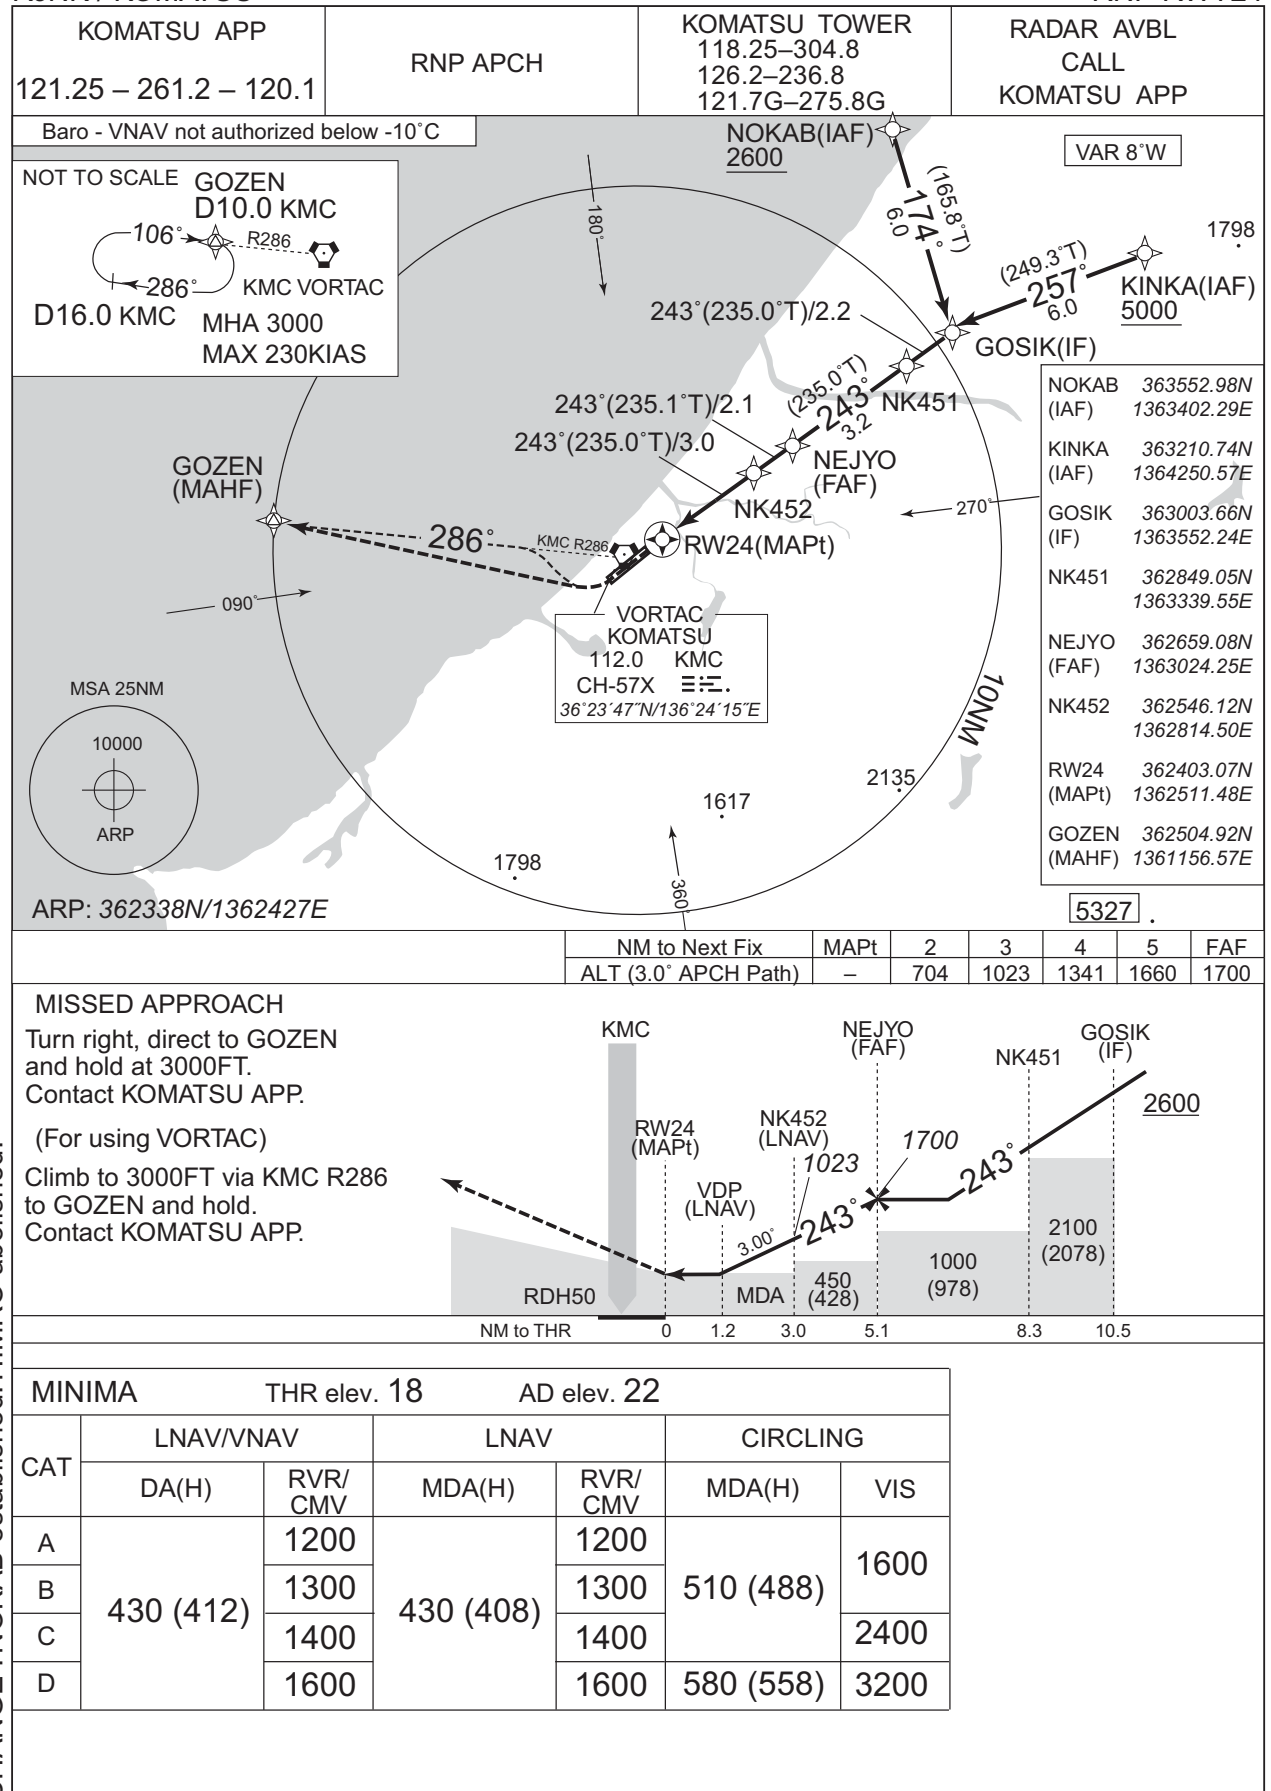 KOMATSU APP
121.25 – 261.2 – 120.1
RNP APCH
KOMATSU TOWER
118.25–304.8
126.2–236.8
121.7G–275.8G
RADAR AVBL
CALL
KOMATSU APP
Baro - VNAV not authorized below -10˚C
VAR 8˚W
NOT TO SCALE
GOZEN
D10.0 KMC
106˚
R286
286˚
KMC VORTAC
D16.0 KMC
MHA 3000
MAX 230KIAS
NOKAB(IAF)
2600
180˚
(165.8˚T)
174˚
6.0
1798
(249.3˚T)
257˚
6.0
KINKA(IAF)
5000
243˚(235.0˚T)/2.2
GOSIK(IF)
243˚(235.1˚T)/2.1
(235.0˚T)
243˚
3.2
NK451
243˚(235.0˚T)/3.0
NEJYO
(FAF)
GOZEN
(MAHF)
NK452
270˚
286˚
KMC R286
RW24(MAPt)
090˚
VORTAC
KOMATSU
112.0 KMC
CH-57X
36˚23´47˝N/136˚24´15˝E
NOKAB 363552.98N
(IAF) 1363402.29E
KINKA 363210.74N
(IAF) 1364250.57E
GOSIK 363003.66N
(IF) 1363552.24E
NK451 362849.05N
1363339.55E
NEJYO 362659.08N
(FAF) 1363024.25E
NK452 362546.12N
1362814.50E
RW24 362403.07N
(MAPt) 1362511.48E
GOZEN 362504.92N
(MAHF) 1361156.57E
MSA 25NM
10000
ARP
10NM
2135
1617
1798
360˚
ARP: 362338N/1362427E
5327
NM to Next Fix MAPt 2 3 4 5 FAF
ALT (3.0˚ APCH Path) – 704 1023 1341 1660 1700
MISSED APPROACH
Turn right, direct to GOZEN
and hold at 3000FT.
Contact KOMATSU APP.
(For using VORTAC)
Climb to 3000FT via KMC R286
to GOZEN and hold.
Contact KOMATSU APP.
KMC
NEJYO
(FAF)
GOSIK
(IF)
NK451
2600
RW24
(MAPt)
NK452
(LNAV)
1023
1700
243˚
VDP
(LNAV)
3.00˚
243˚
2100
(2078)
1000
(978)
450
(428)
MDA
RDH50
NM to THR 0 1.2 3.0 5.1 8.3 10.5
MINIMA THR elev. 18 AD elev. 22
CAT LNAV/VNAV LNAV CIRCLING
DA(H) RVR/CMV MDA(H) RVR/CMV MDA(H) VIS
A 1200 1200 1600
B 1300 1300
430 (412) 430 (408) 510 (488)
C 1400 1400 2400
D 1600 1600 580 (558) 3200